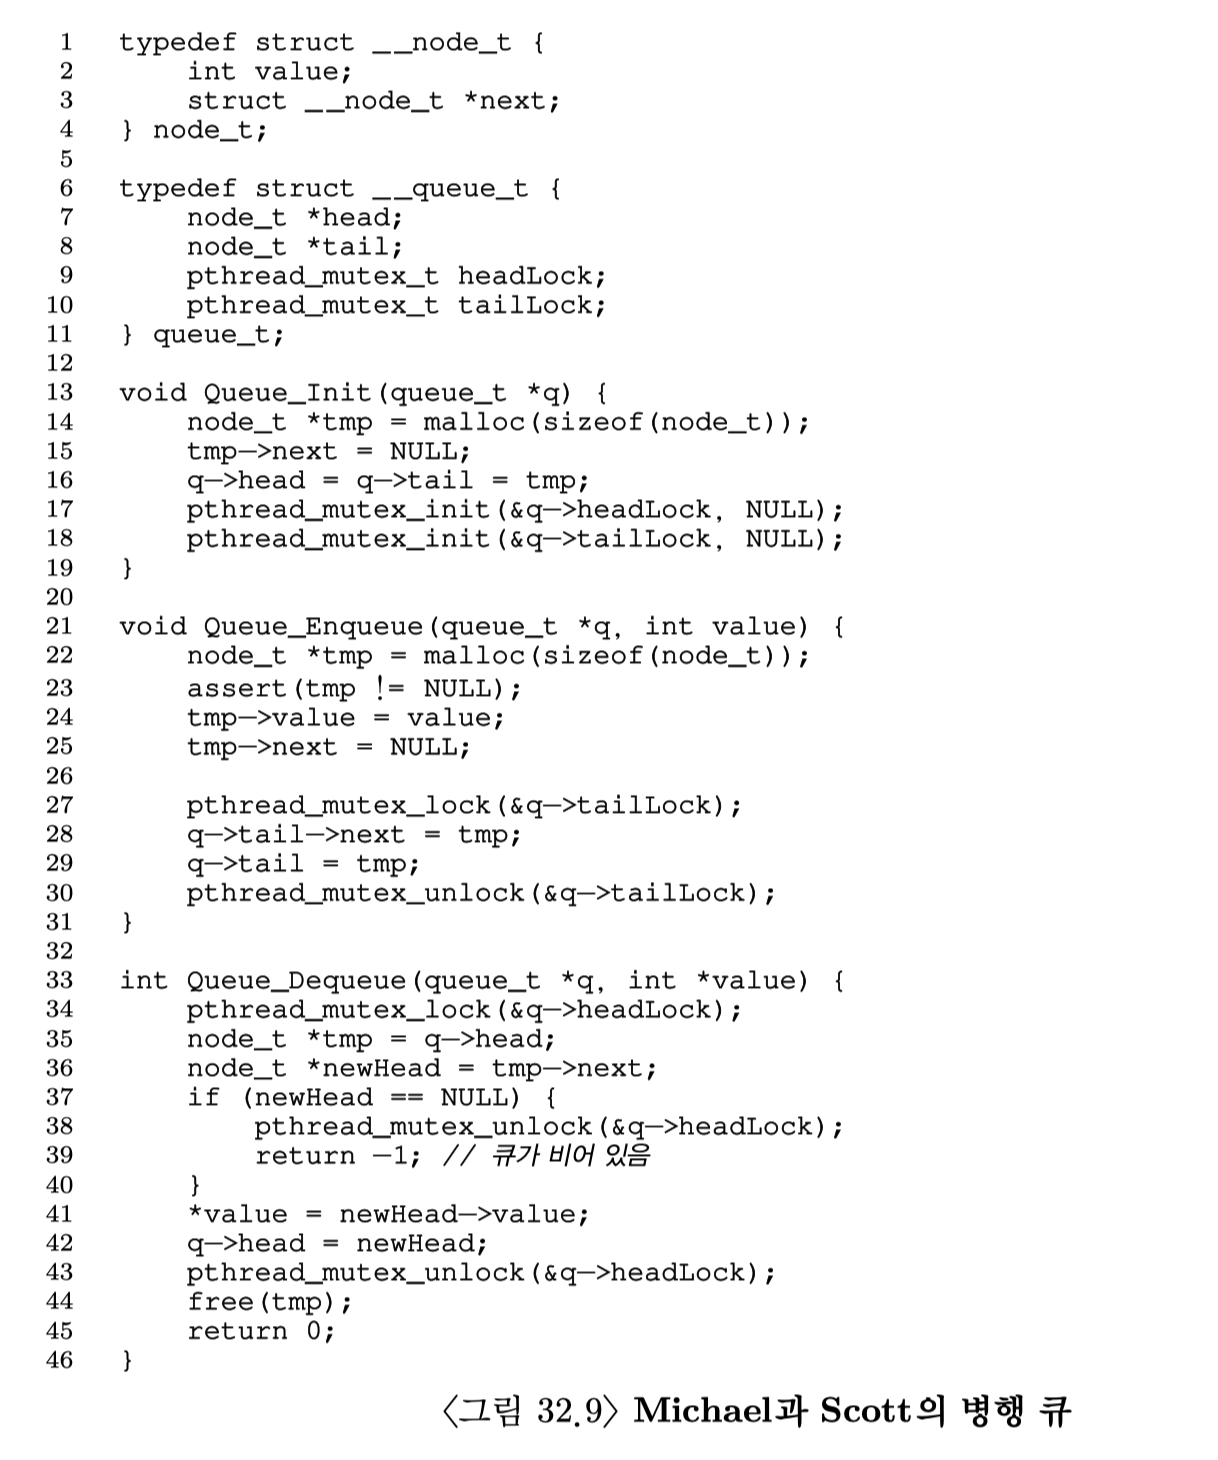 1 typedef struct __node_t {
2 int value;
3 struct __node_t *next;
4 } node_t;
5
6 typedef struct __queue_t {
7 node_t *head;
8 node_t *tail;
9 pthread_mutex_t headLock;
10 pthread_mutex_t tailLock;
11 } queue_t;
12
13 void Queue_Init(queue_t *q) {
14 node_t *tmp = malloc(sizeof(node_t));
15 tmp—>next = NULL;
16 q—>head = q—>tail = tmp;
17 pthread_mutex_init(&q—>headLock, NULL);
18 pthread_mutex_init(&q—>tailLock, NULL);
19 }
20
21 void Queue_Enqueue(queue_t *q, int value) {
22 node_t *tmp = malloc(sizeof(node_t));
23 assert(tmp != NULL);
24 tmp—>value = value;
25 tmp—>next = NULL;
26
27 pthread_mutex_lock(&q—>tailLock);
28 q—>tail—>next = tmp;
29 q—>tail = tmp;
30 pthread_mutex_unlock(&q—>tailLock);
31 }
32
33 int Queue_Dequeue(queue_t *q, int *value) {
34 pthread_mutex_lock(&q—>headLock);
35 node_t *tmp = q—>head;
36 node_t *newHead = tmp—>next;
37 if (newHead == NULL) {
38 pthread_mutex_unlock(&q—>headLock);
39 return —1; // 큐가 비어 있음
40 }
41 *value = newHead—>value;
42 q—>head = newHead;
43 pthread_mutex_unlock(&q—>headLock);
44 free(tmp);
45 return 0;
46 }
〈그림 32.9〉 Michael과 Scott의 병행 큐